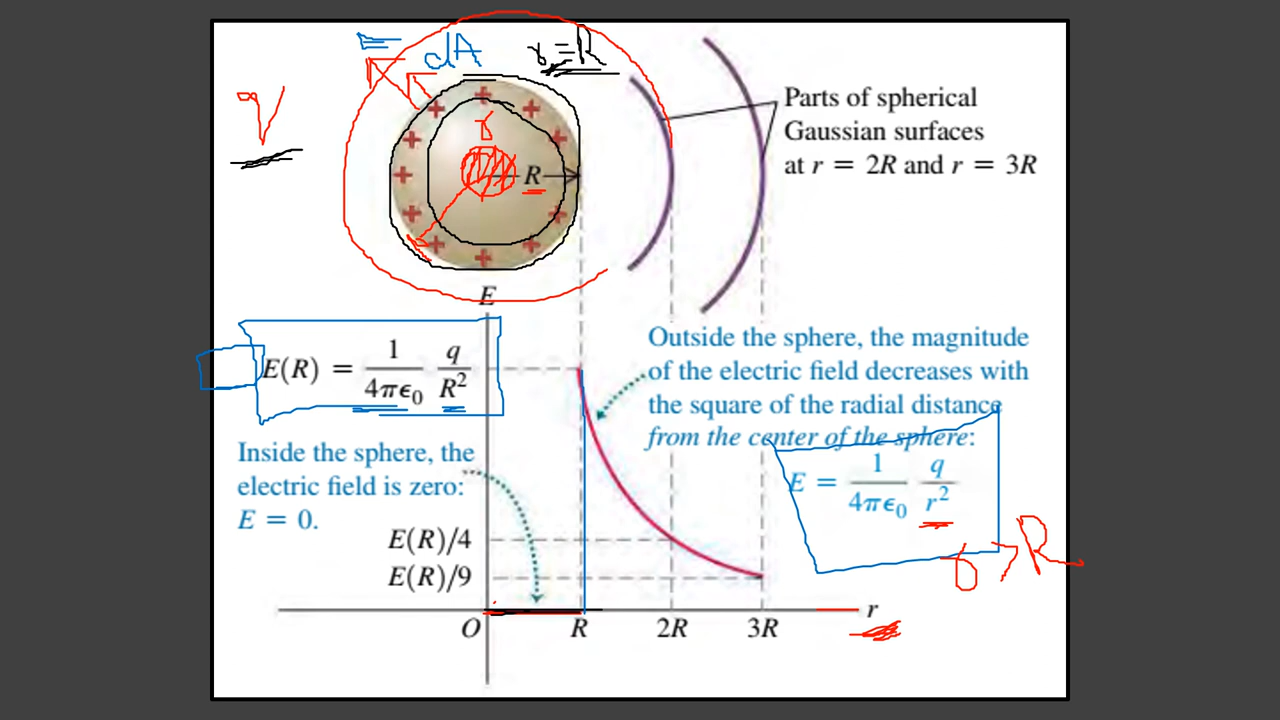 E dA r = R
q
r
R
Parts of spherical
Gaussian surfaces
at r = 2R and r = 3R
E
E(R) = 1/4πϵ₀ q/R²
Outside the sphere, the magnitude
of the electric field decreases with
the square of the radial distance
from the center of the sphere:
E = 1/4πϵ₀ q/r²
r > R
Inside the sphere, the
electric field is zero:
E = 0.
E(R)/4
E(R)/9
O R 2R 3R r